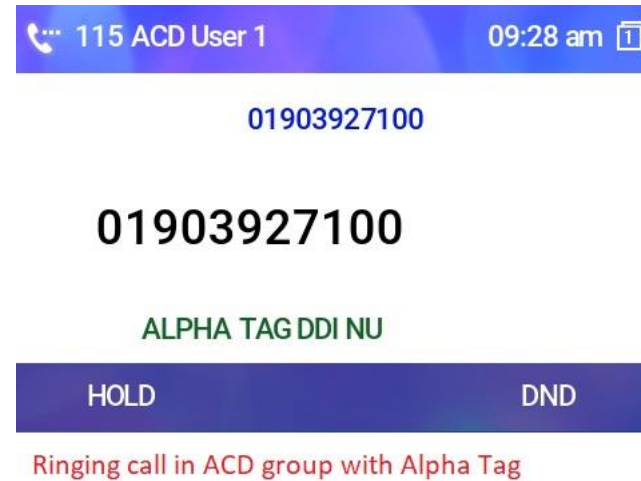 115 ACD User 1 09:28 am 1
01903927100
01903927100
ALPHA TAG DDI NU
HOLD DND
Ringing call in ACD group with Alpha Tag